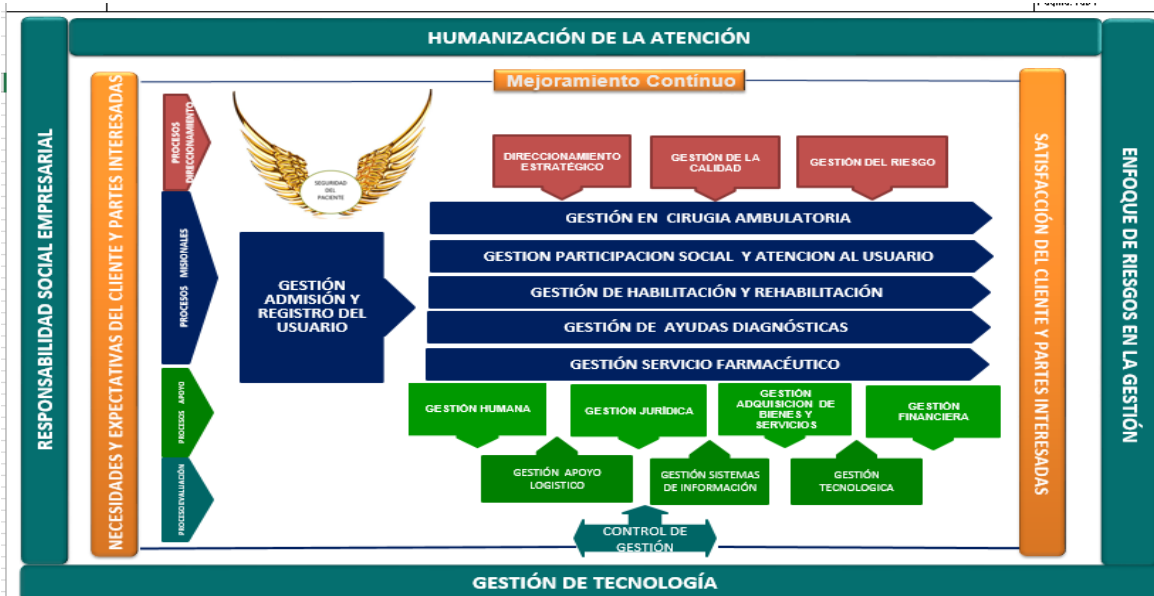 HUMANIZACIÓN DE LA ATENCIÓN
RESPONSABILIDAD SOCIAL EMPRESARIAL
NECESIDADES Y EXPECTATIVAS DEL CLIENTE Y PARTES INTERESADAS
Mejoramiento Contínuo
PROCESOS
DIRECCIONAMIENTO
SEGURIDAD
DEL
PACIENTE
DIRECCIONAMIENTO
ESTRATÉGICO
GESTIÓN DE LA
CALIDAD
GESTIÓN DEL RIESGO
PROCESOS MISIONALES
GESTIÓN
ADMISIÓN Y
REGISTRO DEL
USUARIO
GESTIÓN EN CIRUGIA AMBULATORIA
GESTION PARTICIPACION SOCIAL Y ATENCION AL USUARIO
GESTIÓN DE HABILITACIÓN Y REHABILITACIÓN
GESTIÓN DE AYUDAS DIAGNÓSTICAS
GESTIÓN SERVICIO FARMACÉUTICO
PROCESOS APOYO
GESTIÓN HUMANA
GESTIÓN JURÍDICA
GESTIÓN
ADQUISICION DE
BIENES Y
SERVICIOS
GESTIÓN
FINANCIERA
GESTIÓN APOYO
LOGISTICO
GESTIÓN SISTEMAS
DE INFORMACIÓN
GESTIÓN
TECNOLOGICA
PROCESO EVALUACIÓN
CONTROL DE
GESTIÓN
SATISFACCIÓN DEL CLIENTE Y PARTES INTERESADAS
ENFOQUE DE RIESGOS EN LA GESTIÓN
GESTIÓN DE TECNOLOGÍA